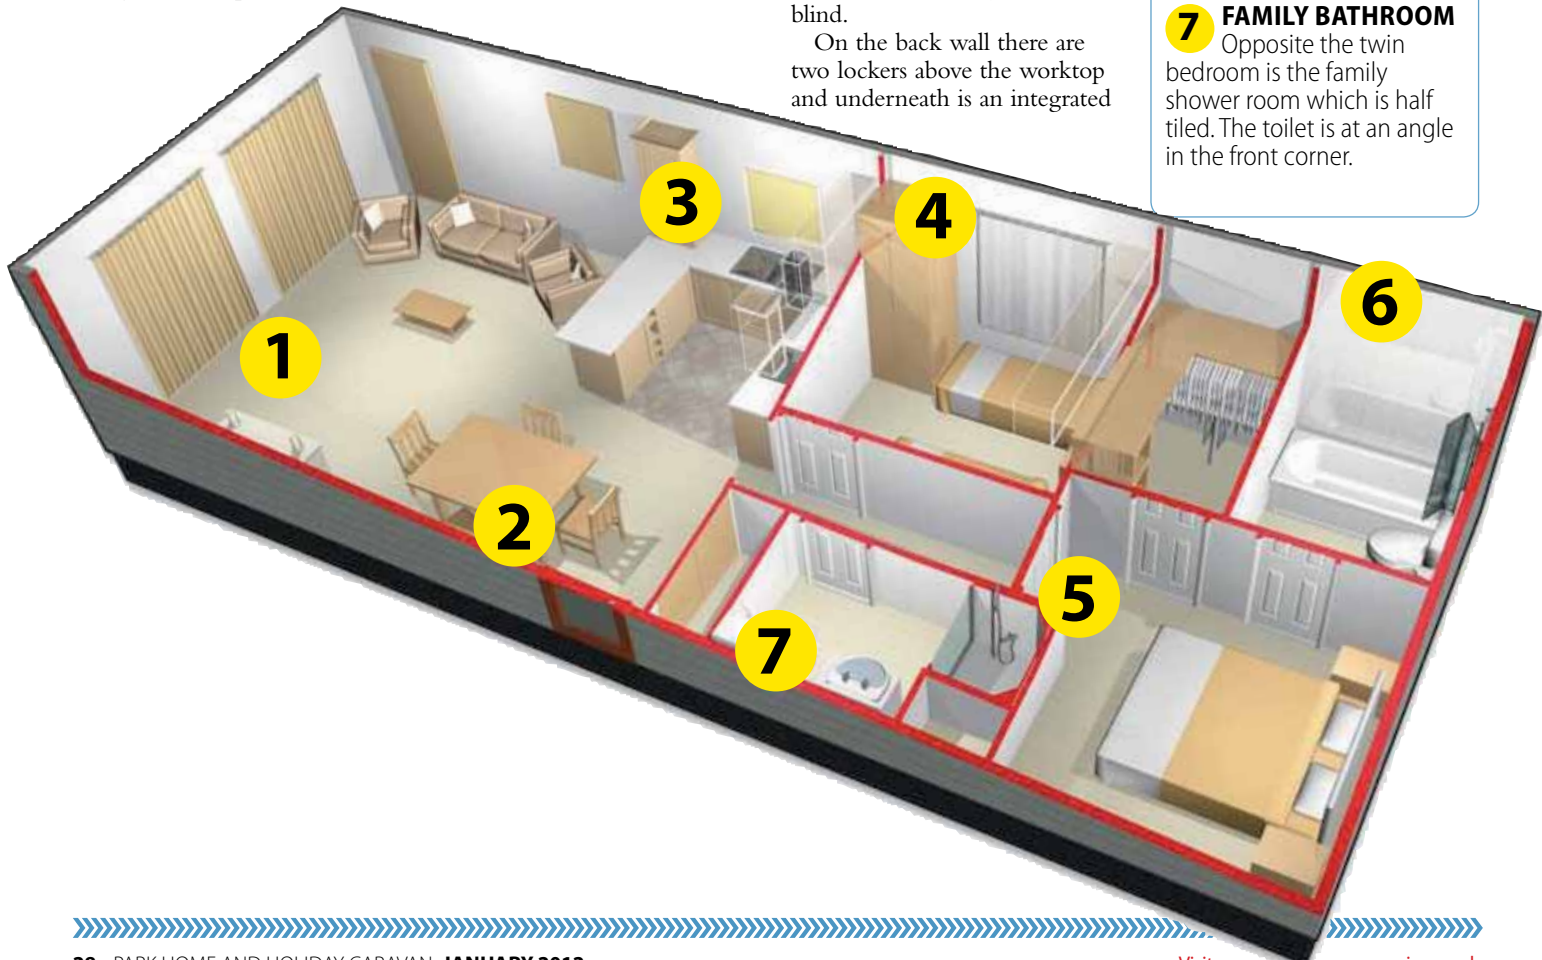 blind.
On the back wall there are
two lockers above the worktop
and underneath is an integrated
7 FAMILY BATHROOM
Opposite the twin
bedroom is the family
shower room which is half
tiled. The toilet is at an angle
in the front corner.
3
4
6
1
2
5
7
PARK HOME AND HOLIDAY CARAVAN JANUARY 2013
Visit